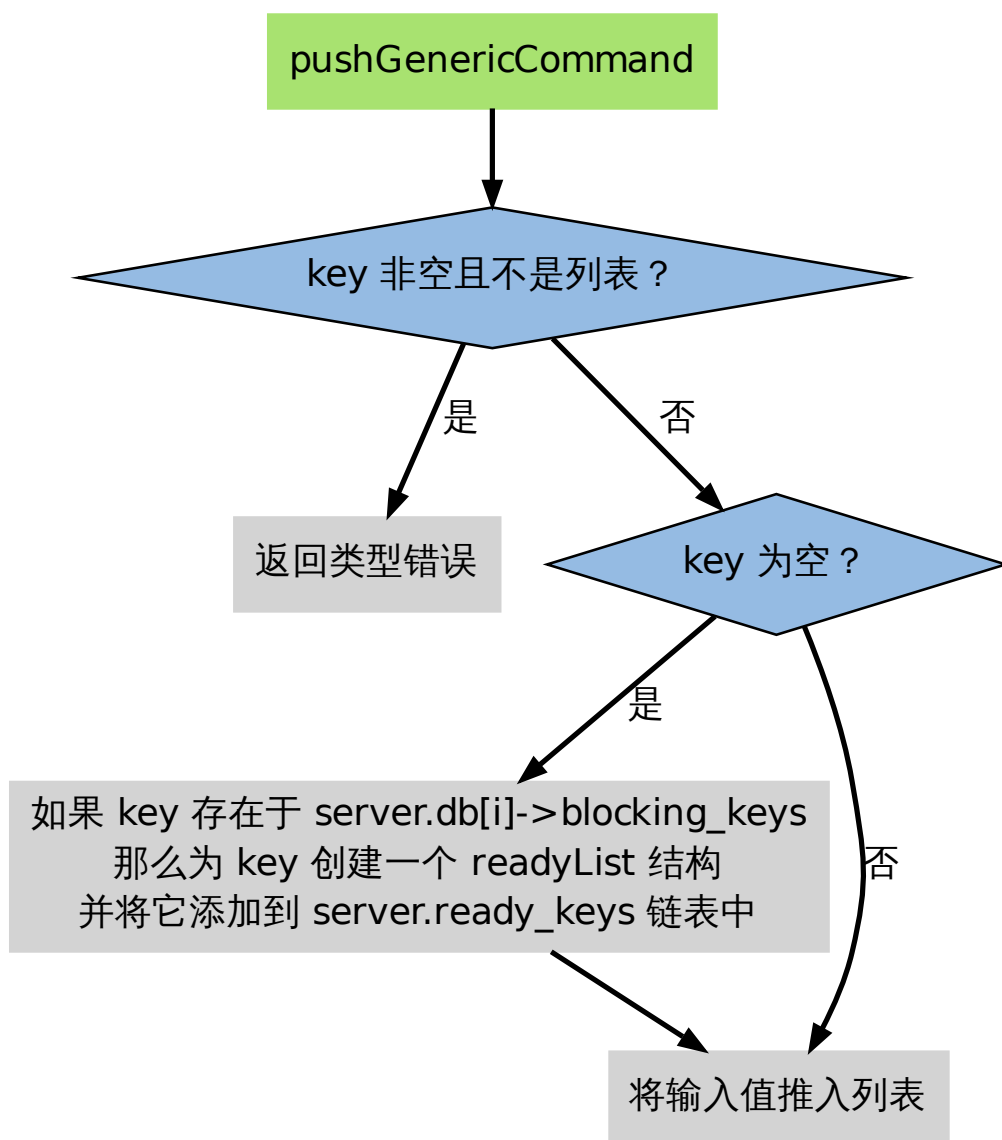 pushGenericCommand
key 非空且不是列表？
是
否
返回类型错误
key 为空？
是
如果 key 存在于 server.db[i]->blocking_keys
那么为 key 创建一个 readyList 结构
并将它添加到 server.ready_keys 链表中
否
将输入值推入列表